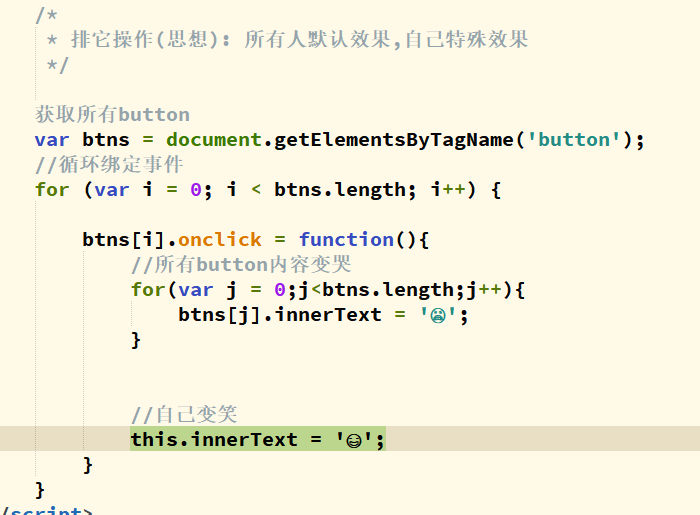 /*
 * 排它操作(思想): 所有人默认效果,自己特殊效果
 */
获取所有button
var btns = document.getElementsByTagName('button');
//循环绑定事件
for (var i = 0; i < btns.length; i++) {
btns[i].onclick = function(){
//所有button内容变哭
for(var j = 0;j<btns.length;j++){
btns[j].innerText = '😭';
}
//自己变笑
this.innerText = '😄';
}
}
/script>